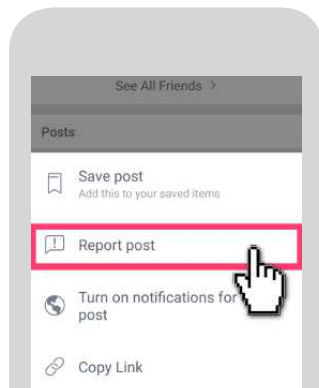 See All Friends >
Posts
Save post
Add this to your saved items
Report post
Turn on notifications for
post
Copy Link